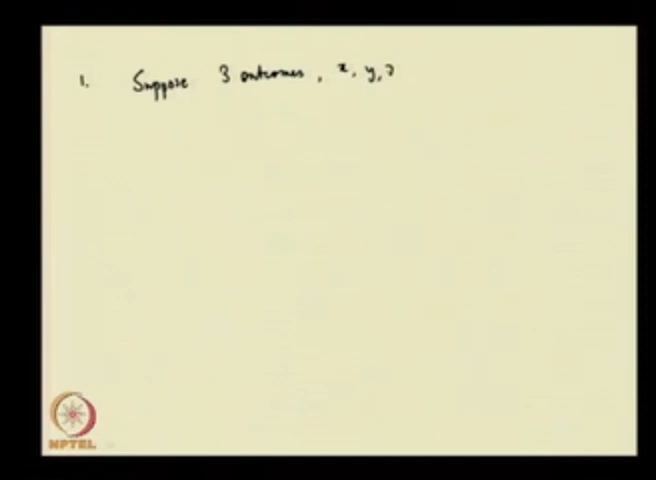 1. Suppose 3 outcomes, x, y, z
NPTEL